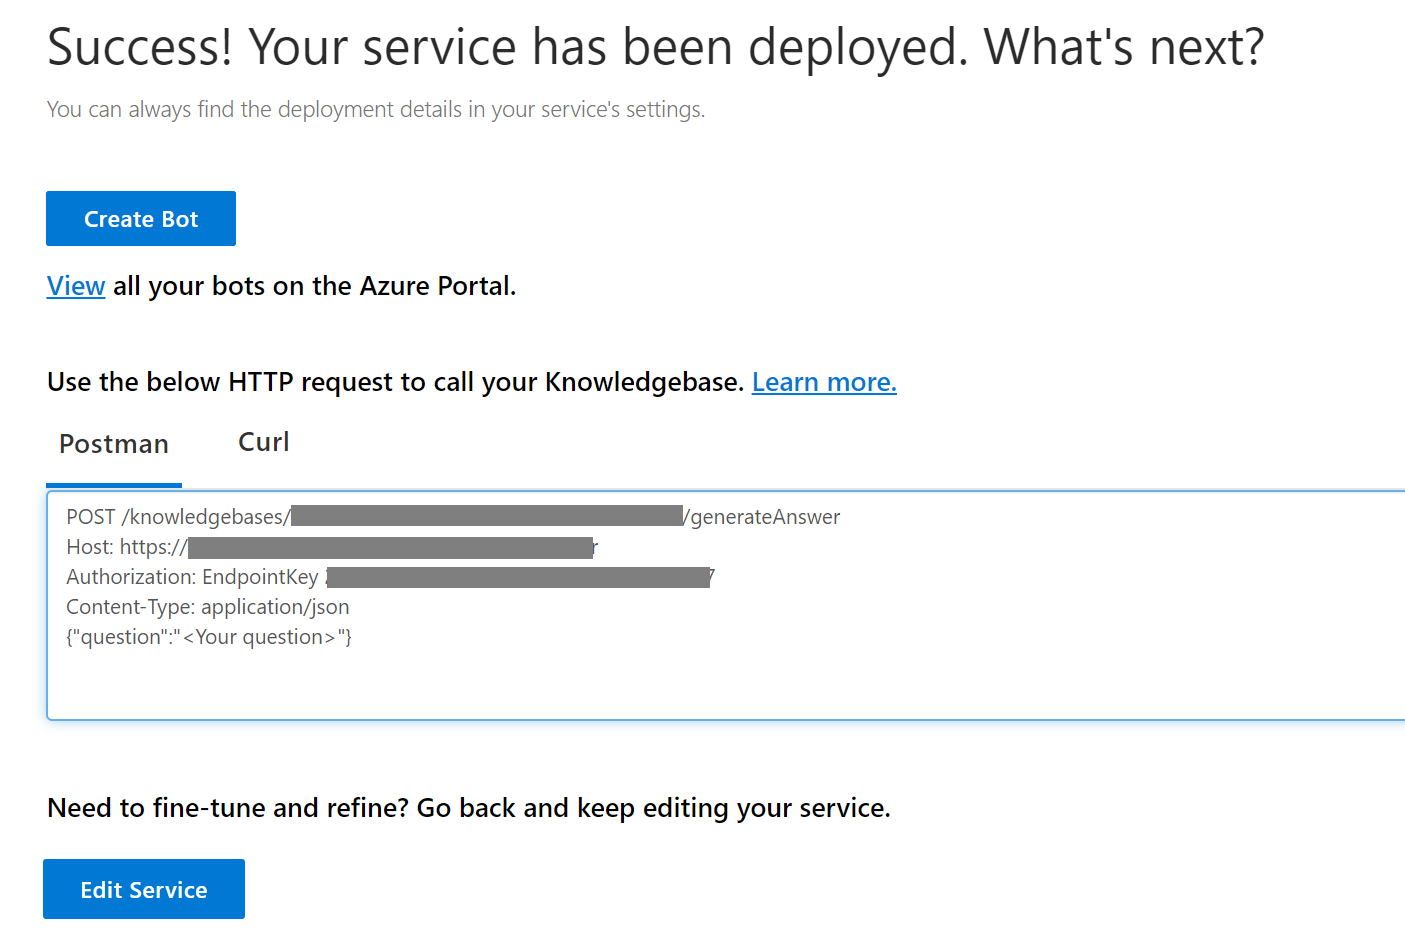 Success! Your service has been deployed. What's next?
You can always find the deployment details in your service's settings.
Create Bot
View all your bots on the Azure Portal.
Use the below HTTP request to call your Knowledgebase. Learn more.
Postman Curl
POST /knowledgebases/ /generateAnswer
Host: https://
Authorization: EndpointKey
Content-Type: application/json
{"question":"<Your question>"}
Need to fine-tune and refine? Go back and keep editing your service.
Edit Service